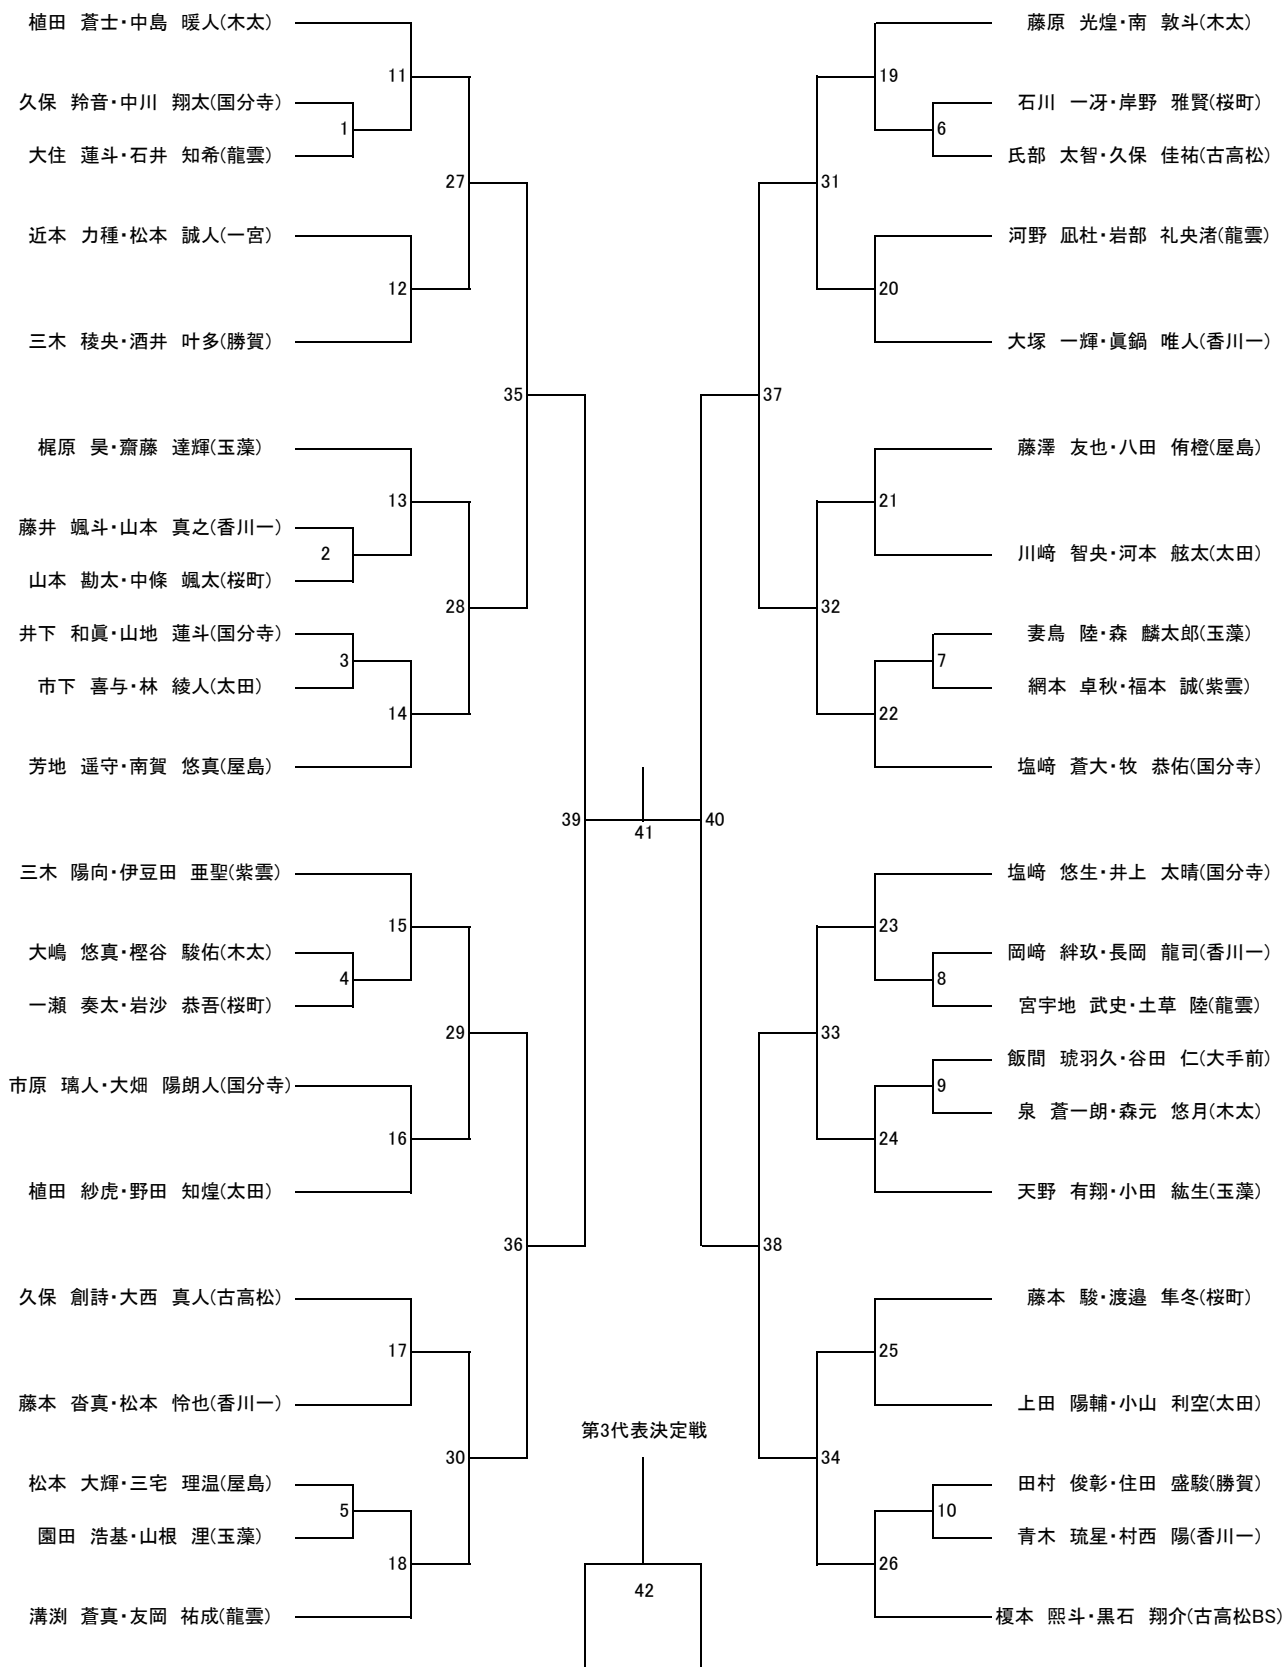 植田 蒼士・中島 暖人(木太)
11
久保 羚音・中川 翔太(国分寺)
1
大住 蓮斗・石井 知希(龍雲)
27
近本 力種・松本 誠人(一宮)
12
三木 稜央・酒井 叶多(勝賀)
35
梶原 昊・齋藤 達輝(玉藻)
13
藤井 颯斗・山本 真之(香川一)
2
山本 勘太・中條 颯太(桜町)
28
井下 和眞・山地 蓮斗(国分寺)
3
市下 喜与・林 綾人(太田)
14
芳地 遥守・南賀 悠真(屋島)
39
三木 陽向・伊豆田 亜聖(紫雲)
15
大嶋 悠真・樫谷 駿佑(木太)
4
一瀬 奏太・岩沙 恭吾(桜町)
29
市原 璃人・大畑 陽朗人(国分寺)
16
植田 紗虎・野田 知煌(太田)
36
久保 創詩・大西 真人(古高松)
17
藤本 沓真・松本 怜也(香川一)
30
松本 大輝・三宅 理温(屋島)
5
園田 浩基・山根 浬(玉藻)
18
溝渕 蒼真・友岡 祐成(龍雲)
41
第3代表決定戦
42
藤原 光煌・南 敦斗(木太)
19
石川 一冴・岸野 雅賢(桜町)
6
氏部 太智・久保 佳祐(古高松)
31
河野 凪杜・岩部 礼央渚(龍雲)
20
大塚 一輝・眞鍋 唯人(香川一)
37
藤澤 友也・八田 侑橙(屋島)
21
川﨑 智央・河本 舷太(太田)
32
妻鳥 陸・森 麟太郎(玉藻)
7
網本 卓秋・福本 誠(紫雲)
22
塩﨑 蒼大・牧 恭佑(国分寺)
40
塩﨑 悠生・井上 太晴(国分寺)
23
岡﨑 絆玖・長岡 龍司(香川一)
8
宮宇地 武史・土草 陸(龍雲)
33
飯間 琥羽久・谷田 仁(大手前)
9
泉 蒼一朗・森元 悠月(木太)
24
天野 有翔・小田 紘生(玉藻)
38
藤本 駿・渡邉 隼冬(桜町)
25
上田 陽輔・小山 利空(太田)
34
田村 俊彰・住田 盛駿(勝賀)
10
青木 琉星・村西 陽(香川一)
26
榎本 熙斗・黒石 翔介(古高松BS)